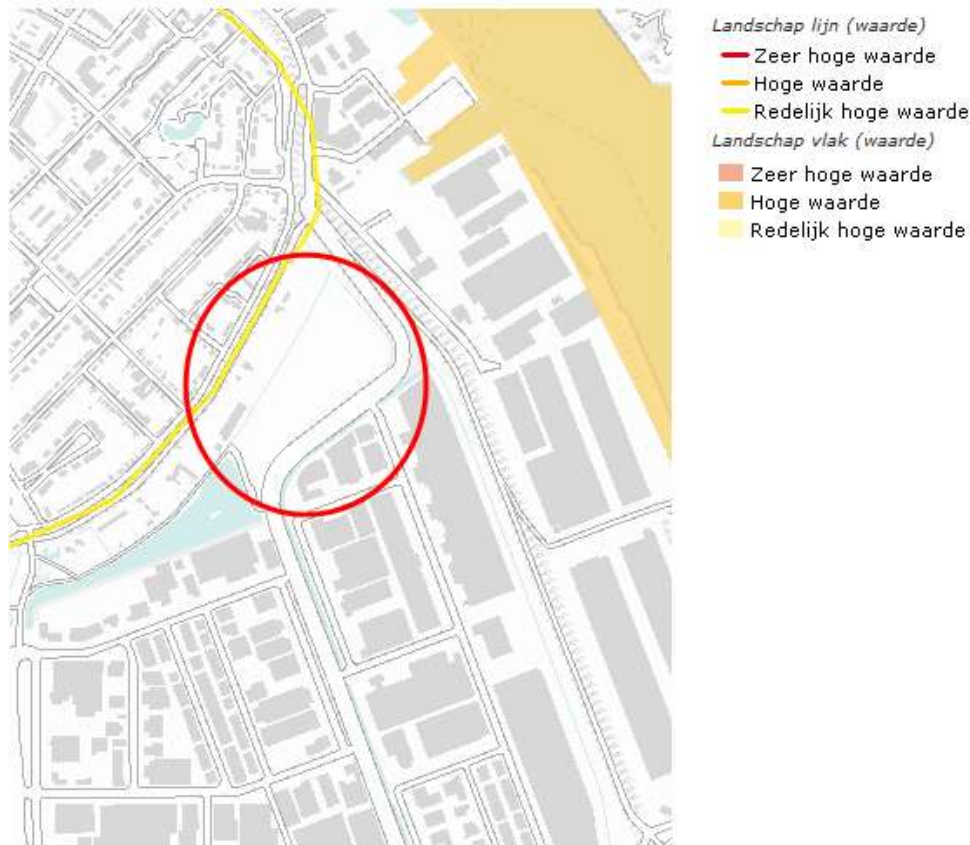 Landschap lijn (waarde)
Zeer hoge waarde
Hoge waarde
Redelijk hoge waarde
Landschap vlak (waarde)
Zeer hoge waarde
Hoge waarde
Redelijk hoge waarde